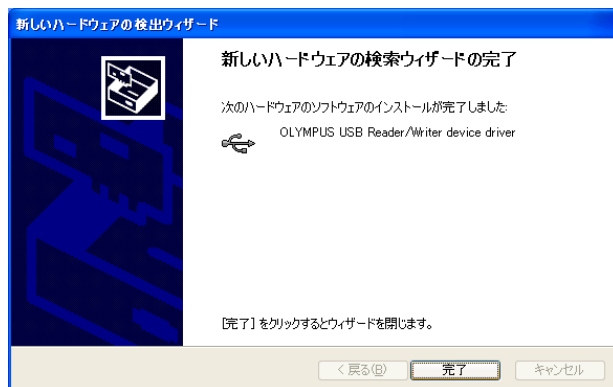 新しいハードウェアの検出ウィザード
新しいハードウェアの検索ウィザードの完了
次のハードウェアのソフトウェアのインストールが完了しました:
OLYMPUS USB Reader/Writer device driver
[完了] をクリックするとウィザードを閉じます。
< 戻る(B) 完了 キャンセル